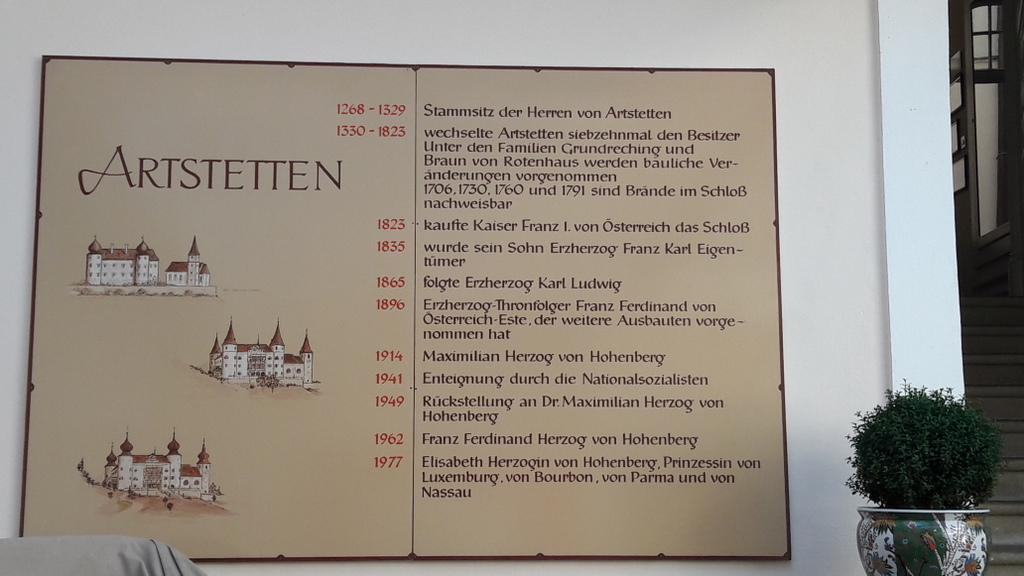 ARTSTETTEN
1268 - 1329 Stammsitz der Herren von Artstetten
1330 - 1823 wechselte Artstetten siebzehnmal den Besitzer
Unter den Familien Grundreching und
Braun von Rotenhaus werden bauliche Ver-
änderungen vorgenommen
1706, 1730, 1760 und 1791 sind Brände im Schloß
nachweisbar
1823 kaufte Kaiser Franz I. von Österreich das Schloß
1835 wurde sein Sohn Erzherzog Franz Karl Eigen-
tümer
1865 folgte Erzherzog Karl Ludwig
1896 Erzherzog-Thronfolger Franz Ferdinand von
Österreich-Este, der weitere Ausbauten vorge-
nommen hat
1914 Maximilian Herzog von Hohenberg
1941 Enteignung durch die Nationalsozialisten
1949 Rückstellung an Dr. Maximilian Herzog von
Hohenberg
1962 Franz Ferdinand Herzog von Hohenberg
1977 Elisabeth Herzogin von Hohenberg, Prinzessin von
Luxemburg, von Bourbon, von Parma und von
Nassau